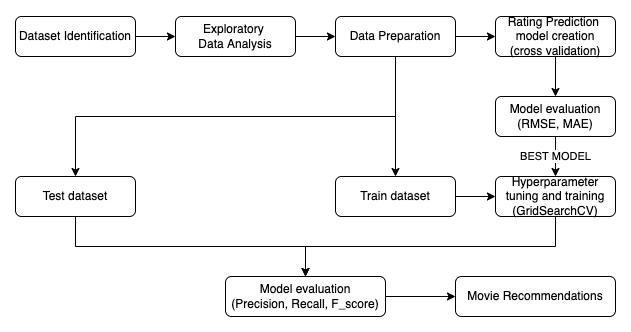 Dataset Identification
Exploratory
Data Analysis
Data Preparation
Rating Prediction
model creation
(cross validation)
Model evaluation
(RMSE, MAE)
BEST MODEL
Test dataset
Train dataset
Hyperparameter
tuning and training
(GridSearchCV)
Model evaluation
(Precision, Recall, F_score)
Movie Recommendations